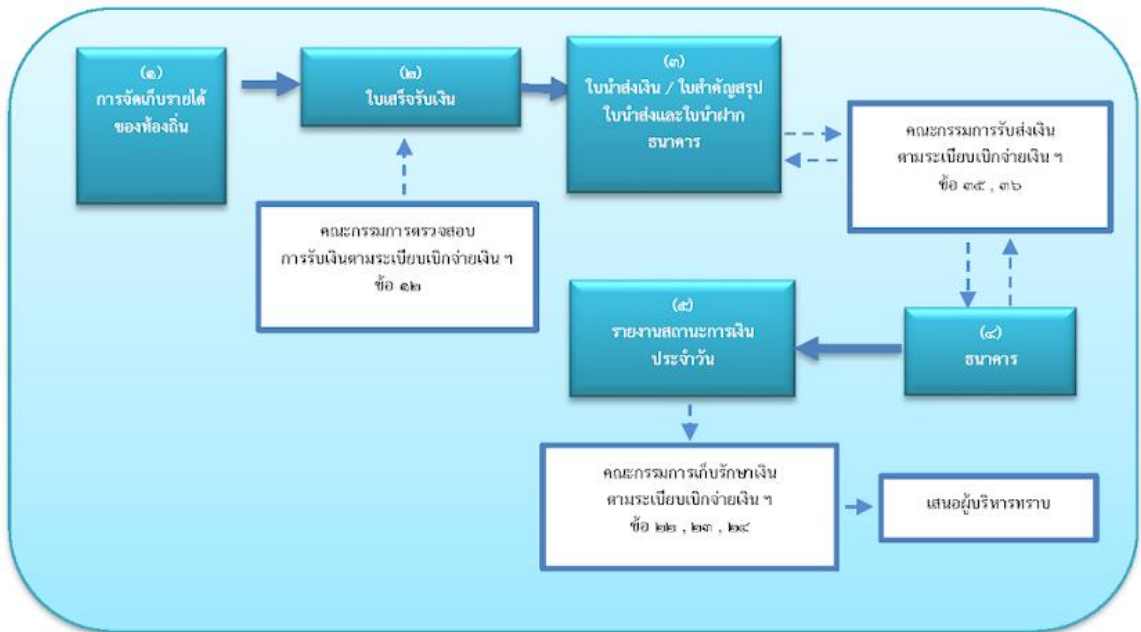 (๑)
การจัดเก็บรายได้
ของท้องถิ่น
(๒)
ใบเสร็จรับเงิน
(๓)
ใบนำส่งเงิน / ใบสำคัญสรุป
ใบนำส่งและใบนำฝาก
ธนาคาร
คณะกรรมการรับส่งเงิน
ตามระเบียบเบิกจ่ายเงิน ฯ
ข้อ ๓๕ , ๓๖
คณะกรรมการตรวจสอบ
การรับเงินตามระเบียบเบิกจ่ายเงิน ฯ
ข้อ ๑๒
(๔)
ธนาคาร
(๕)
รายงานสถานะการเงิน
ประจำวัน
คณะกรรมการเก็บรักษาเงิน
ตามระเบียบเบิกจ่ายเงิน ฯ
ข้อ ๒๒ , ๒๓ , ๒๔
เสนอผู้บริหารทราบ